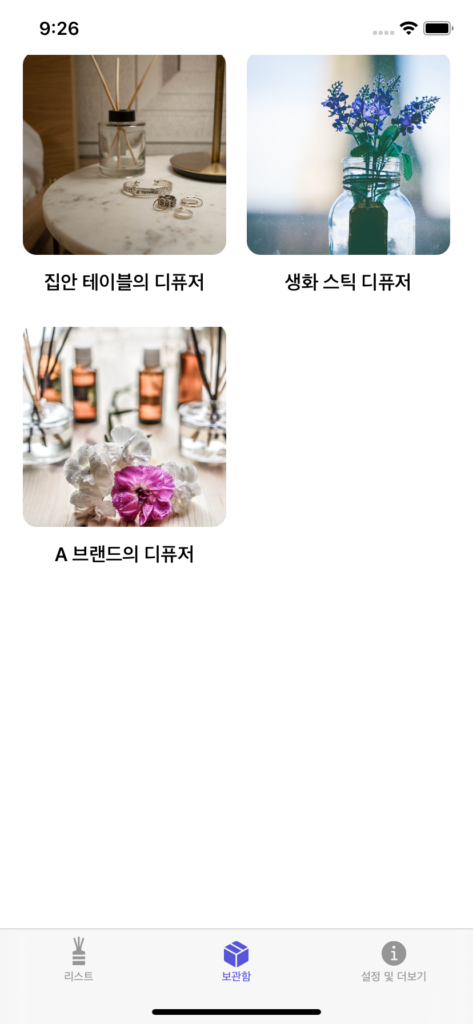 9:26
집안 테이블의 디퓨저
생화 스틱 디퓨저
A 브랜드의 디퓨저
리스트
보관함
설정 및 더보기